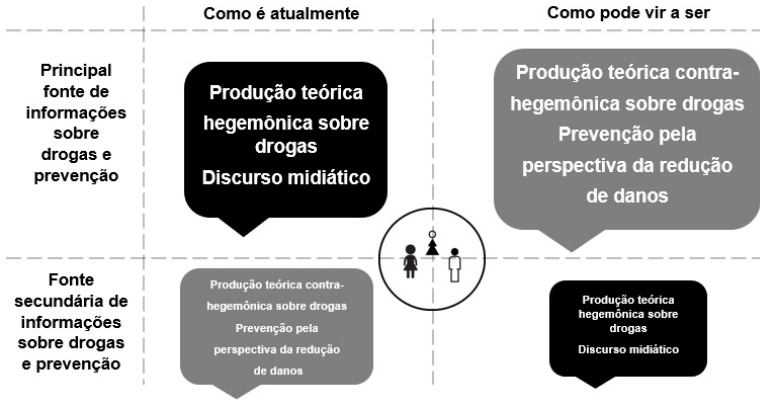 Como é atualmente
Como pode vir a ser
Principal
fonte de
informações
sobre
drogas e
prevenção
Produção teórica
hegemônica sobre
drogas
Discurso midiático
Produção teórica contra-
hegemônica sobre drogas
Prevenção pela
perspectiva da redução
de danos
Fonte
secundária de
informações
sobre drogas
e prevenção
Produção teórica contra-
hegemônica sobre drogas
Prevenção pela
perspectiva da redução
de danos
Produção teórica
hegemônica sobre
drogas
Discurso midiático